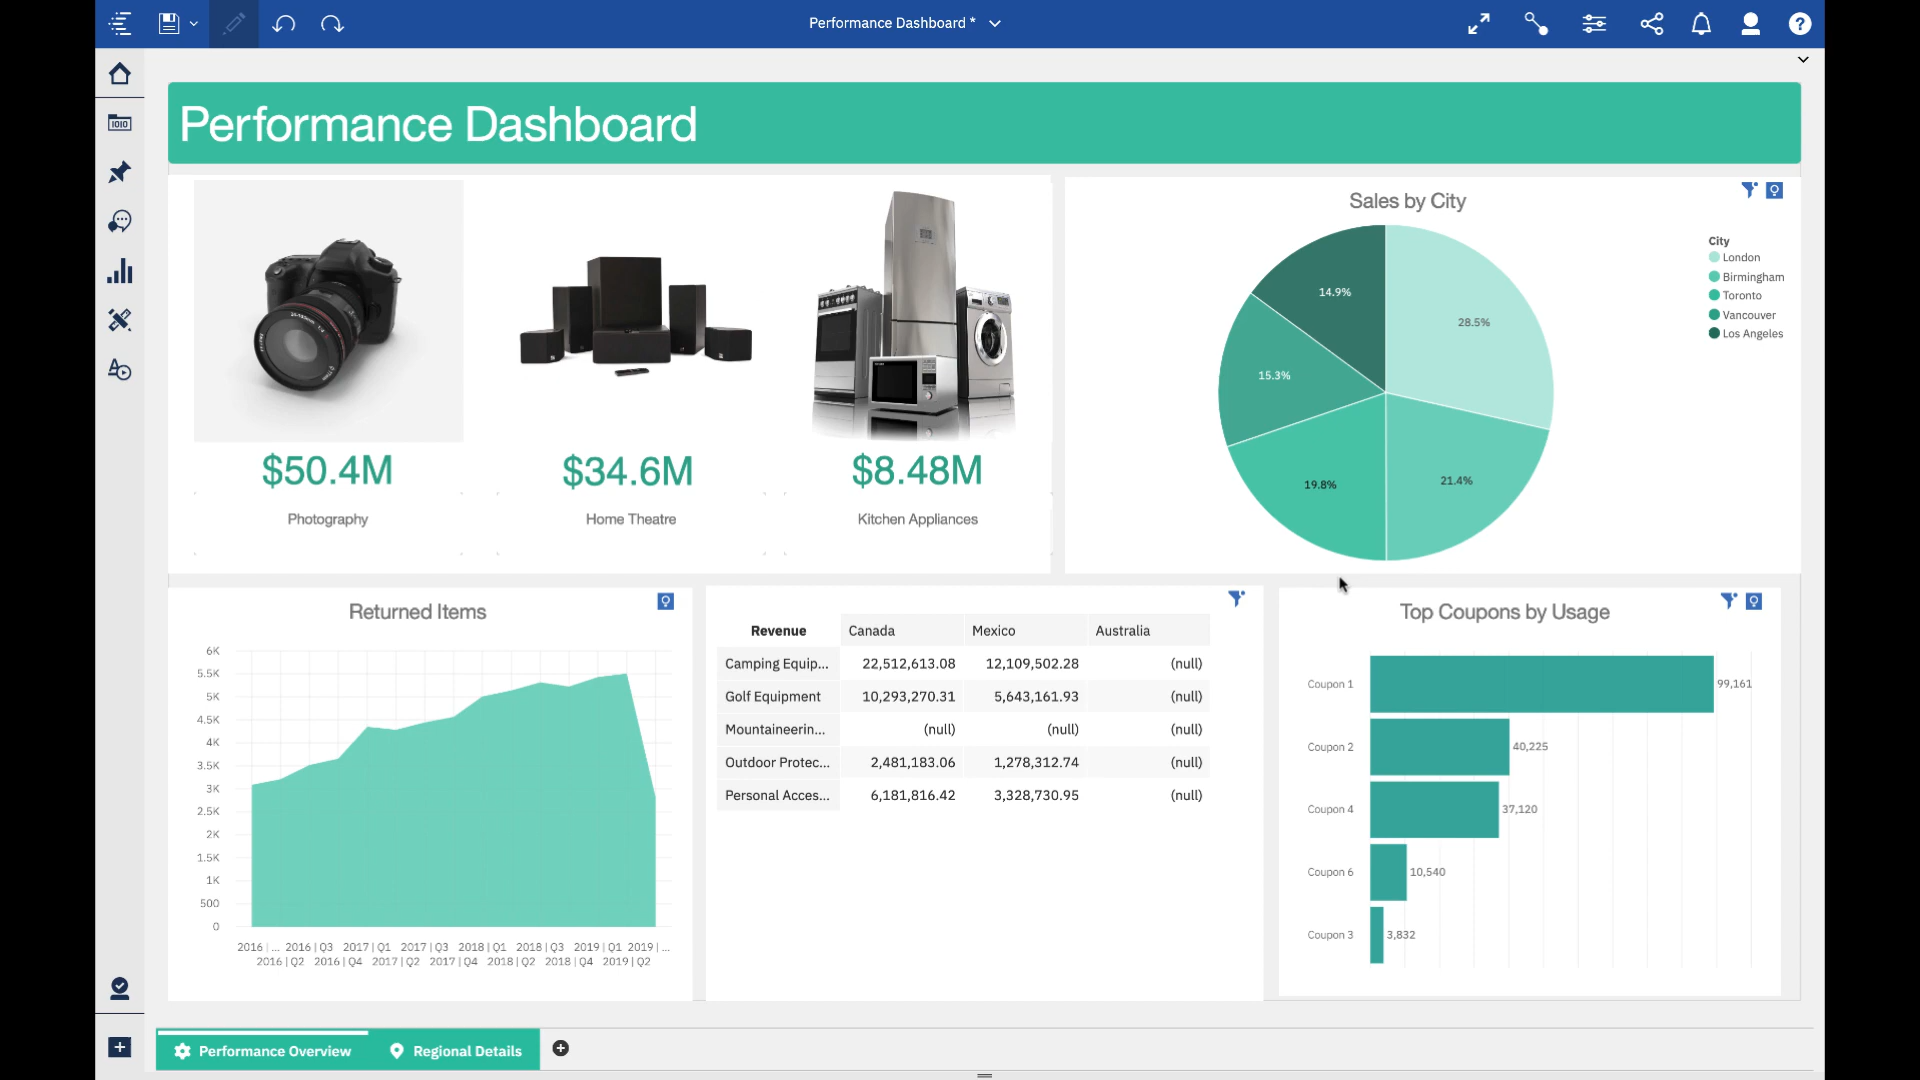 Performance Dashboard *
Performance Dashboard
$50.4M
Photography
$34.6M
Home Theatre
$8.48M
Kitchen Appliances
Sales by City
14.9%
28.5%
15.3%
19.8%
21.4%
City
London
Birmingham
Toronto
Vancouver
Los Angeles
Returned Items
6K
5.5K
5K
4.5K
4K
3.5K
3K
2.5K
2K
1.5K
1K
500
0
2016 | ... 2016 | Q3 2017 | Q1 2017 | Q3 2018 | Q1 2018 | Q3 2019 | Q1 2019 | ...
2016 | Q2 2016 | Q4 2017 | Q2 2017 | Q4 2018 | Q2 2018 | Q4 2019 | Q2
Revenue Canada Mexico Australia
Camping Equip... 22,512,613.08 12,109,502.28 (null)
Golf Equipment 10,293,270.31 5,643,161.93 (null)
Mountaineerin... (null) (null) (null)
Outdoor Protec... 2,481,183.06 1,278,312.74 (null)
Personal Acces... 6,181,816.42 3,328,730.95 (null)
Top Coupons by Usage
Coupon 1 99,161
Coupon 2 40,225
Coupon 4 37,120
Coupon 6 10,540
Coupon 3 3,832
Performance Overview
Regional Details